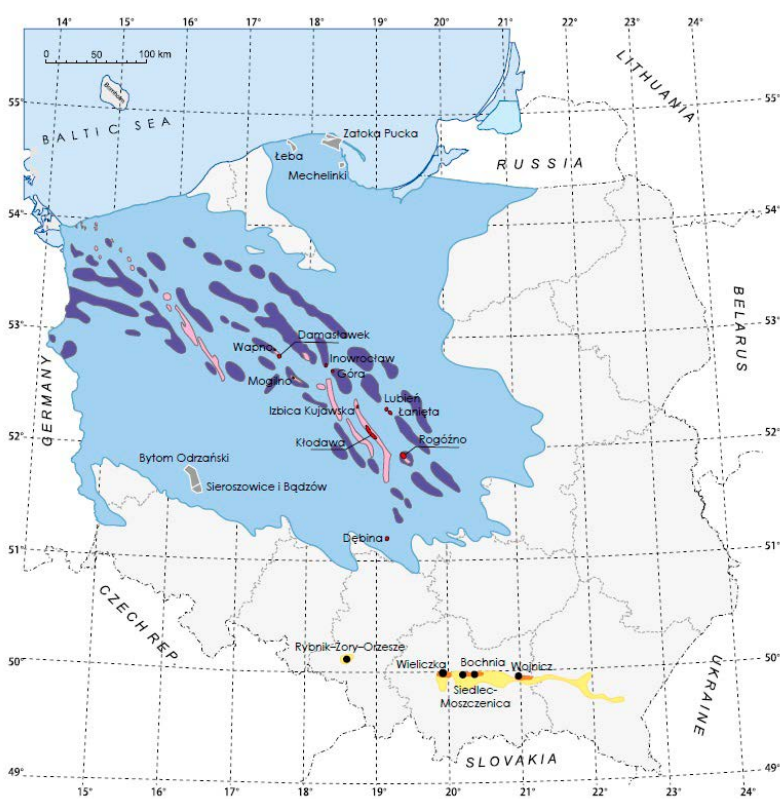 14° 15° 16° 17° 18° 19° 20° 21° 22° 23°
0 50 100 km
LITHUANIA
Bornholm
55° 55°
BALTIC SEA
Zatoka Pucka
Łeba
RUSSIA
Mechelinki
54° 54°
BELARUS
53° 53°
Damasławek
Wapno
Inowrocław
Góra
Mogilno
GERMANY
Lubień
Izbica Kujawska
Łanięta
52° 52°
Kłodawa
Rogóźno
Bytom Odrzański
Sieroszowice i Bądzów
Dębina
51° 51°
CZECH REP
Rybnik–Żory–Orzesze
50° 50°
Wieliczka
Bochnia
Wojnicz
UKRAINE
Siedlec-
Moszczenica
SLOVAKIA
49° 49°
15° 16° 17° 18° 19° 20° 21° 22° 23° 24°